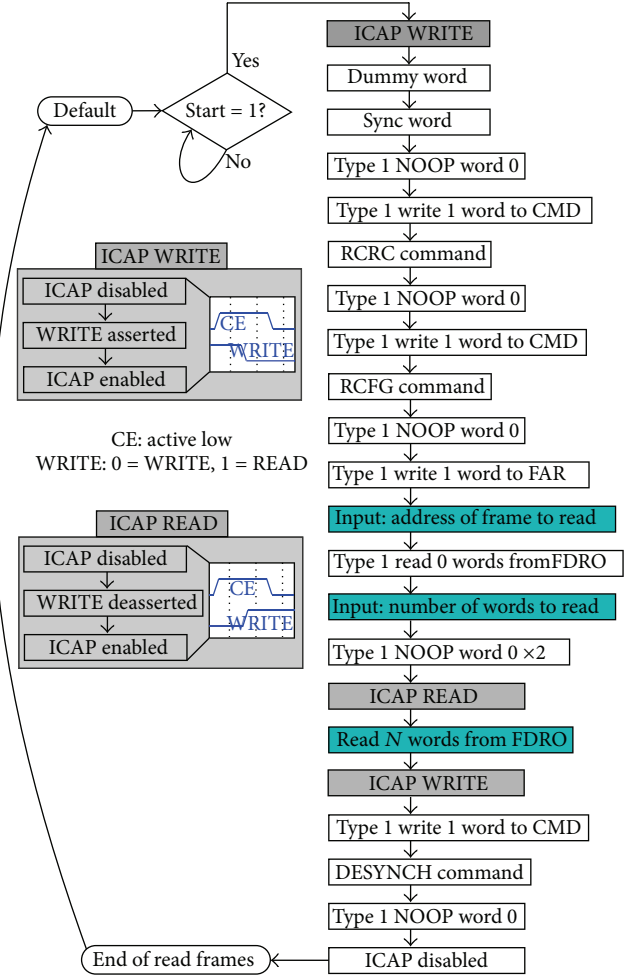 Default
Start = 1?
Yes
No
ICAP WRITE
ICAP disabled
WRITE asserted
ICAP enabled
CE
WRITE
CE: active low
WRITE: 0 = WRITE, 1 = READ
ICAP READ
ICAP disabled
WRITE deasserted
ICAP enabled
CE
WRITE
ICAP WRITE
Dummy word
Sync word
Type 1 NOOP word 0
Type 1 write 1 word to CMD
RCRC command
Type 1 NOOP word 0
Type 1 write 1 word to CMD
RCFG command
Type 1 NOOP word 0
Type 1 write 1 word to FAR
Input: address of frame to read
Type 1 read 0 words fromFDRO
Input: number of words to read
Type 1 NOOP word 0 ×2
ICAP READ
Read N words from FDRO
ICAP WRITE
Type 1 write 1 word to CMD
DESYNCH command
Type 1 NOOP word 0
ICAP disabled
End of read frames